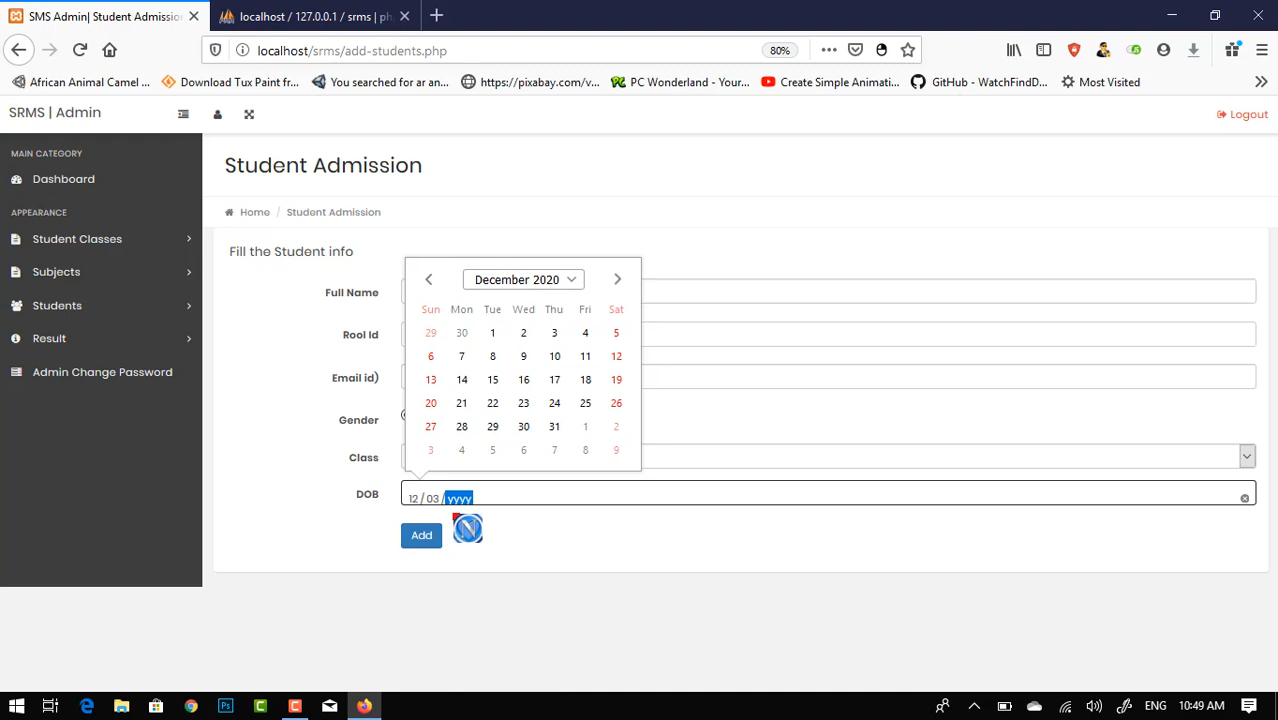 SMS Admin| Student Admission
localhost / 127.0.0.1 / srms | ph
localhost/srms/add-students.php
80%
African Animal Camel ...
Download Tux Paint fr...
You searched for ar an...
https://pixabay.com/v...
PC Wonderland - Your...
Create Simple Animati...
GitHub - WatchFindD...
Most Visited
SRMS | Admin
Logout
MAIN CATEGORY
Dashboard
APPEARANCE
Student Classes
Subjects
Students
Result
Admin Change Password
Student Admission
Home / Student Admission
Fill the Student info
Full Name
Rool Id
Email id)
Gender
Class
DOB
December 2020
Sun Mon Tue Wed Thu Fri Sat
29 30 1 2 3 4 5
6 7 8 9 10 11 12
13 14 15 16 17 18 19
20 21 22 23 24 25 26
27 28 29 30 31 1 2
3 4 5 6 7 8 9
12 / 03 / yyyy
Add
N
ENG 10:49 AM